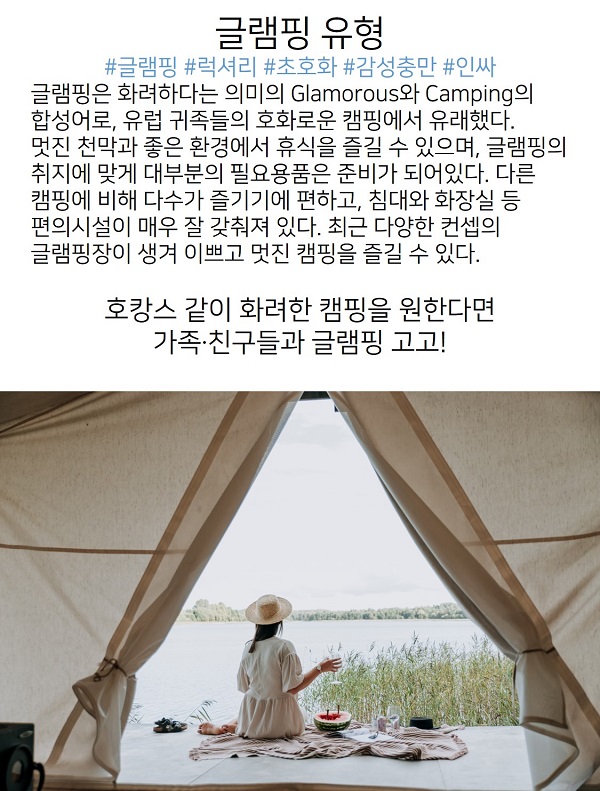 글램핑 유형
#글램핑 #럭셔리 #초호화 #감성충만 #인싸
글램핑은 화려하다는 의미의 Glamorous와 Camping의
합성어로, 유럽 귀족들의 호화로운 캠핑에서 유래했다.
멋진 천막과 좋은 환경에서 휴식을 즐길 수 있으며, 글램핑의
취지에 맞게 대부분의 필요용품은 준비가 되어있다. 다른
캠핑에 비해 다수가 즐기기에 편하고, 침대와 화장실 등
편의시설이 매우 잘 갖춰져 있다. 최근 다양한 컨셉의
글램핑장이 생겨 이쁘고 멋진 캠핑을 즐길 수 있다.
호캉스 같이 화려한 캠핑을 원한다면
가족·친구들과 글램핑 고고!